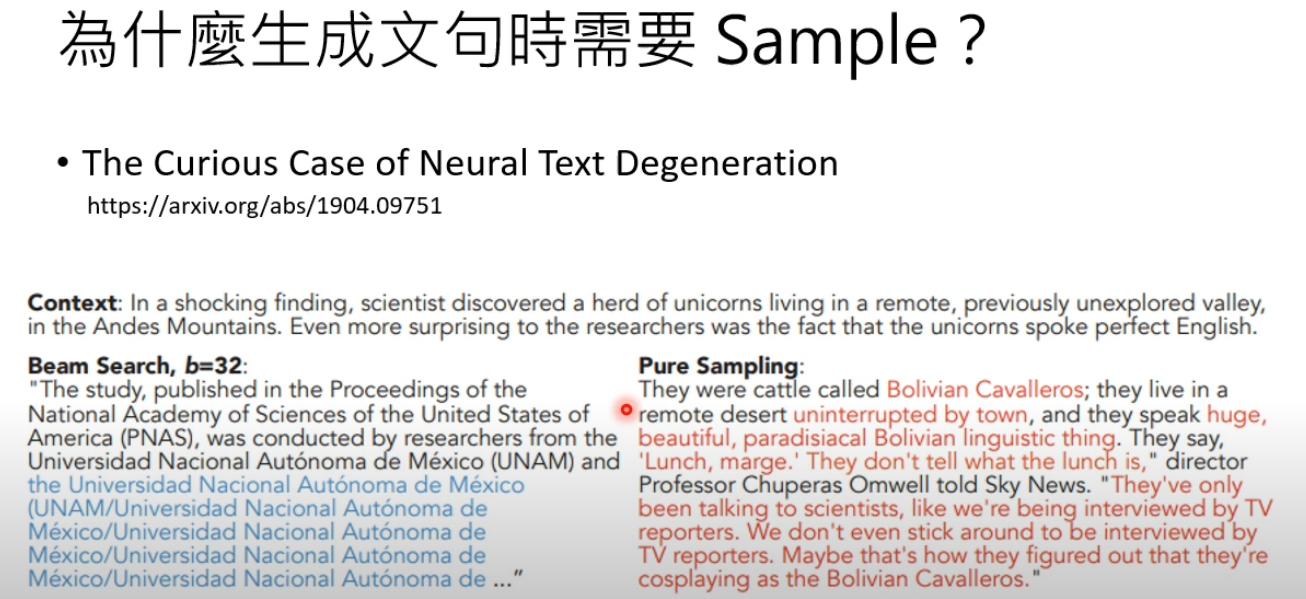 為什麼生成文句時需要 Sample？
• The Curious Case of Neural Text Degeneration
https://arxiv.org/abs/1904.09751
Context: In a shocking finding, scientist discovered a herd of unicorns living in a remote, previously unexplored valley,
in the Andes Mountains. Even more surprising to the researchers was the fact that the unicorns spoke perfect English.
Beam Search, b=32:
"The study, published in the Proceedings of the
National Academy of Sciences of the United States of
America (PNAS), was conducted by researchers from the
Universidad Nacional Autónoma de México (UNAM) and
the Universidad Nacional Autónoma de México
(UNAM/Universidad Nacional Autónoma de
México/Universidad Nacional Autónoma de
México/Universidad Nacional Autónoma de
México/Universidad Nacional Autónoma de ..."
Pure Sampling:
They were cattle called Bolivian Cavalleros; they live in a
remote desert uninterrupted by town, and they speak huge,
beautiful, paradisiacal Bolivian linguistic thing. They say,
'Lunch, marge.' They don't tell what the lunch is," director
Professor Chuperas Omwell told Sky News. "They've only
been talking to scientists, like we're being interviewed by TV
reporters. We don't even stick around to be interviewed by
TV reporters. Maybe that's how they figured out that they're
cosplaying as the Bolivian Cavalleros."